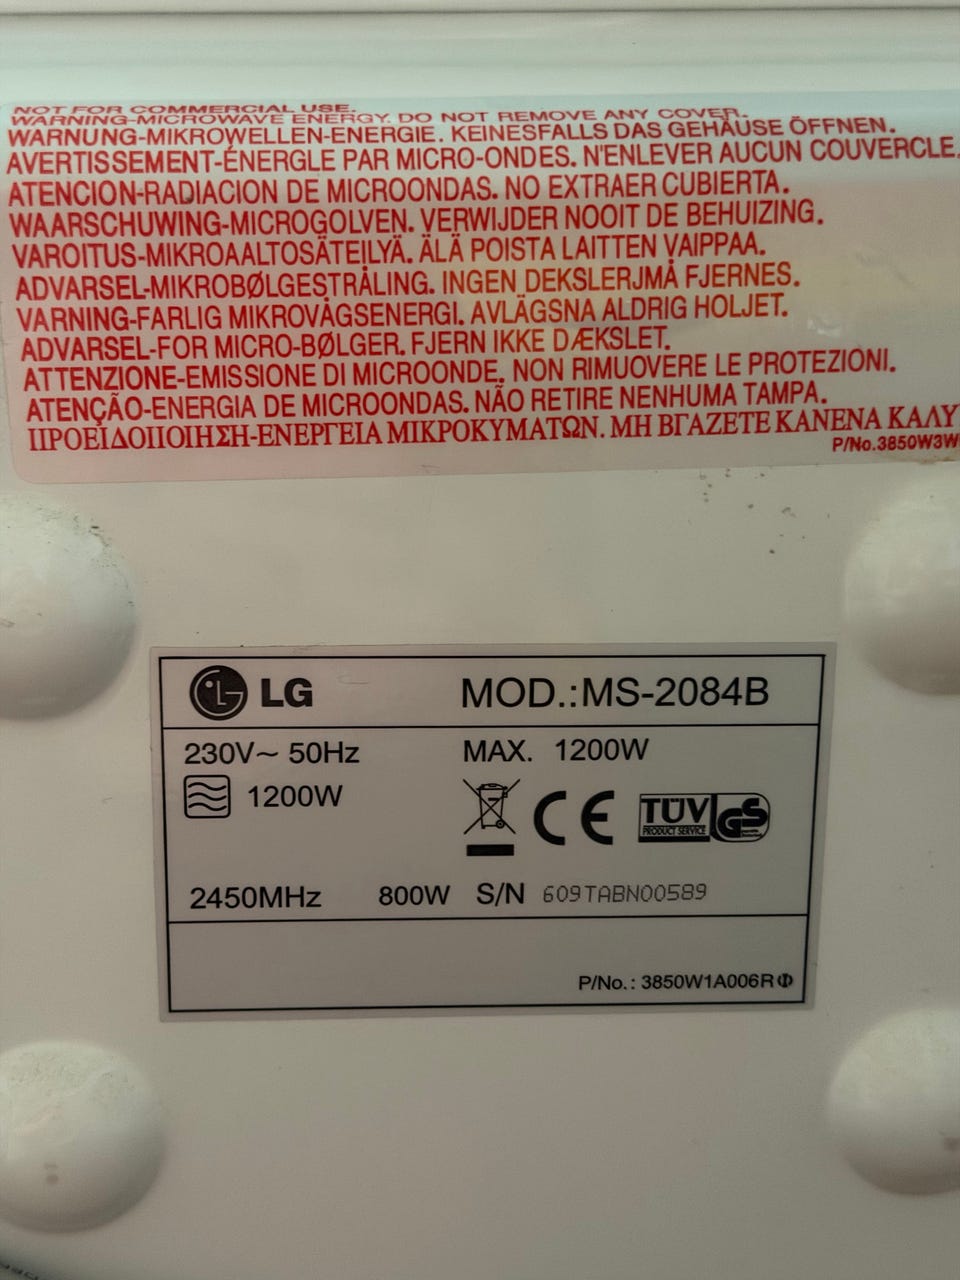 NOT FOR COMMERCIAL USE.
WARNING-MICROWAVE ENERGY. DO NOT REMOVE ANY COVER.
WARNUNG-MIKROWELLEN-ENERGIE. KEINESFALLS DAS GEHÄUSE ÖFFNEN.
AVERTISSEMENT-ÉNERGLE PAR MICRO-ONDES. N'ENLEVER AUCUN COUVERCLE.
ATENCION-RADIACION DE MICROONDAS. NO EXTRAER CUBIERTA.
WAARSCHUWING-MICROGOLVEN. VERWIJDER NOOIT DE BEHUIZING.
VAROITUS-MIKROAALTOSÄTEILYÄ. ÄLÄ POISTA LAITTEN VAIPPAA.
ADVARSEL-MIKROBØLGESTRÅLING. INGEN DEKSLERJMÅ FJERNES.
VARNING-FARLIG MIKROVÅGSENERGI. AVLÄGSNA ALDRIG HOLJET.
ADVARSEL-FOR MICRO-BØLGER. FJERN IKKE DÆKSLET.
ATTENZIONE-EMISSIONE DI MICROONDE. NON RIMUOVERE LE PROTEZIONI.
ATENÇÃO-ENERGIA DE MICROONDAS. NÃO RETIRE NENHUMA TAMPA.
ΠΡΟΕΙΔΟΠΟΙΗΣΗ-ΕΝΕΡΓΕΙΑ ΜΙΚΡΟΚΥΜΑΤΩΝ. ΜΗ ΒΓΑΖΕΤΕ ΚΑΝΕΝΑ ΚΑΛΥ
P/No.3850W3W
LG MOD.:MS-2084B
230V~ 50Hz MAX. 1200W
1200W
CE TÜV GS
PRODUCT SERVICE
2450MHz 800W S/N 609TABN00589
P/No.: 3850W1A006R